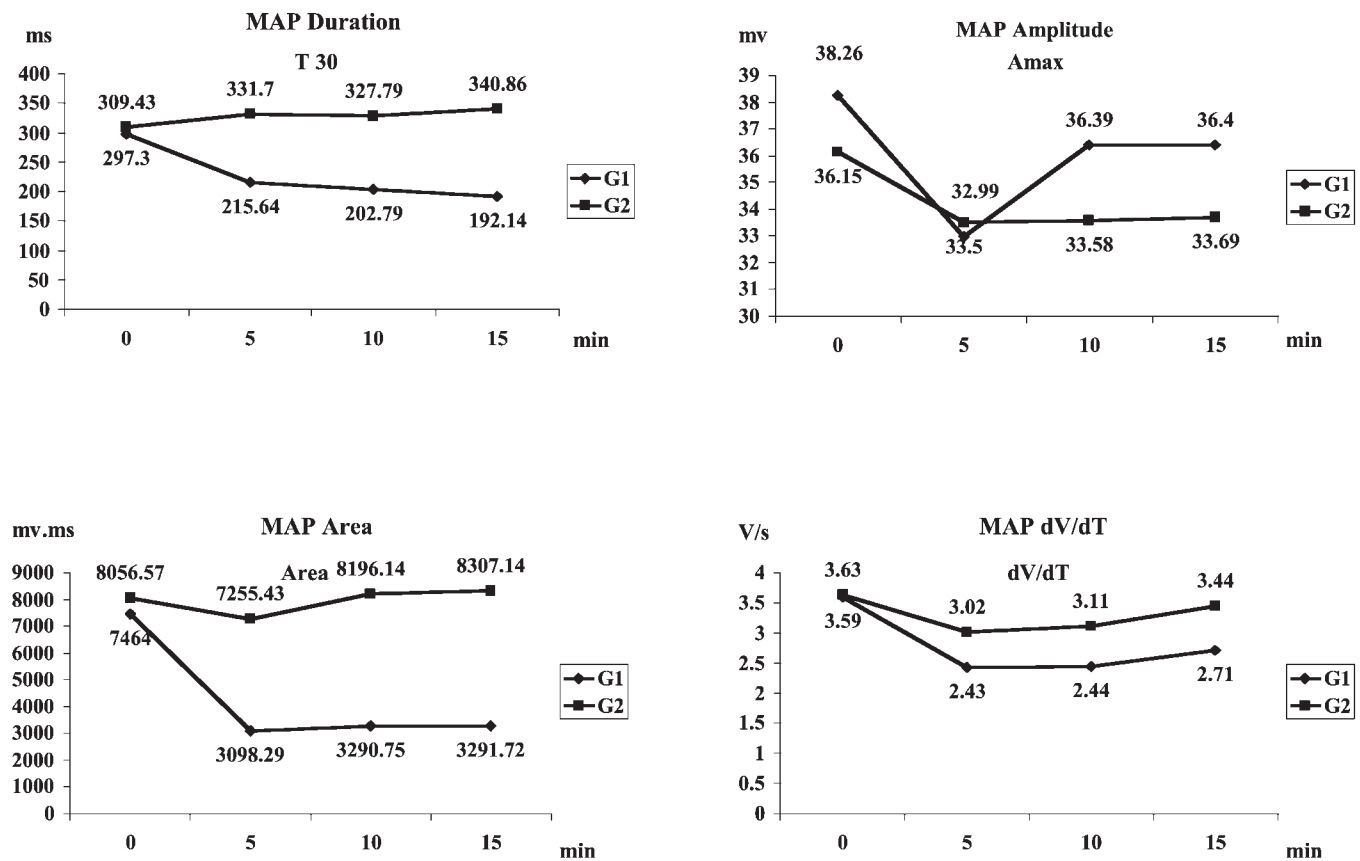 MAP Duration
ms
T 30
400
350
300
250
200
150
100
50
0
309.43
331.7
327.79
340.86
297.3
215.64
202.79
192.14
0 5 10 15 min
G1
G2
MAP Amplitude
mv
Amax
38.26
39
38
37
36
36
35
34
33
32
31
30
36.39
36.4
36.15
32.99
33.5
33.58
33.69
0 5 10 15 min
G1
G2
MAP Area
mv.ms
Area
9000
8000
7000
6000
5000
4000
3000
2000
1000
0
8056.57
7255.43
8196.14
8307.14
7464
3098.29
3290.75
3291.72
0 5 10 15 min
G1
G2
MAP dV/dT
V/s
dV/dT
4
3.5
3
2.5
2
1.5
1
0.5
0
3.63
3.02
3.11
3.44
3.59
2.43
2.44
2.71
0 5 10 15 min
G1
G2